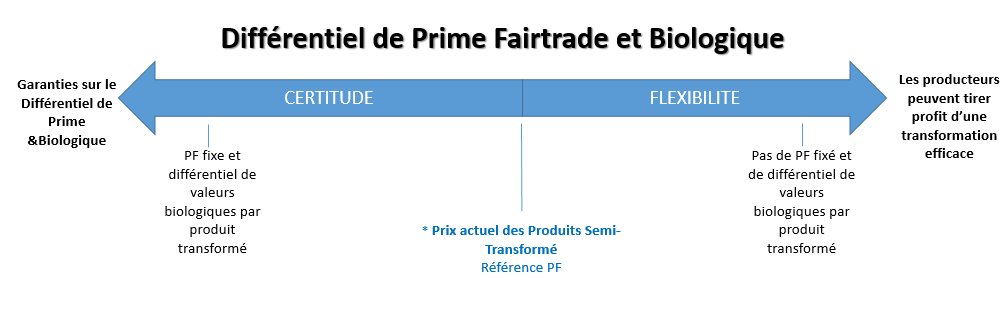 Différentiel de Prime Fairtrade et Biologique
Garanties sur le
Différentiel de
Prime
&Biologique
CERTITUDE
FLEXIBILITE
Les producteurs
peuvent tirer
profit d’une
transformation
efficace
PF fixe et
différentiel de
valeurs
biologiques par
produit
transformé
* Prix actuel des Produits Semi-
Transformé
Référence PF
Pas de PF fixé et
de différentiel de
valeurs
biologiques par
produit
transformé